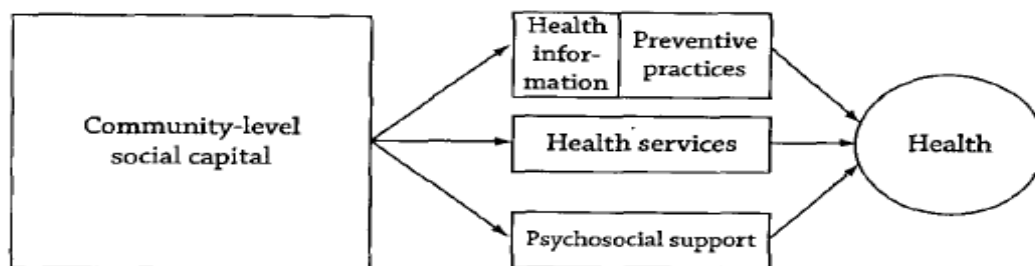 Community-level
social capital
Health
infor-
mation
Preventive
practices
Health services
Psychosocial support
Health